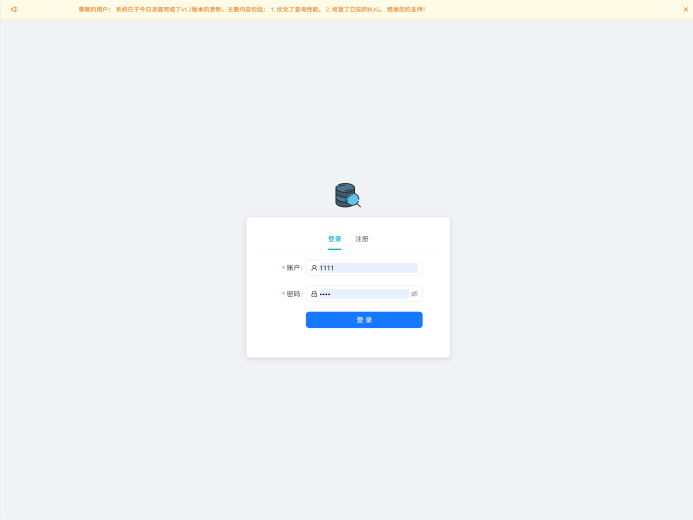 尊敬的用户： 系统已于今日凌晨完成了v1.2版本的更新，主要内容包括： 1. 优化了查询性能。 2. 修复了已知的BUG。 感谢您的支持！
登录 注册
* 账户： 1111
* 密码： ••••
登 录